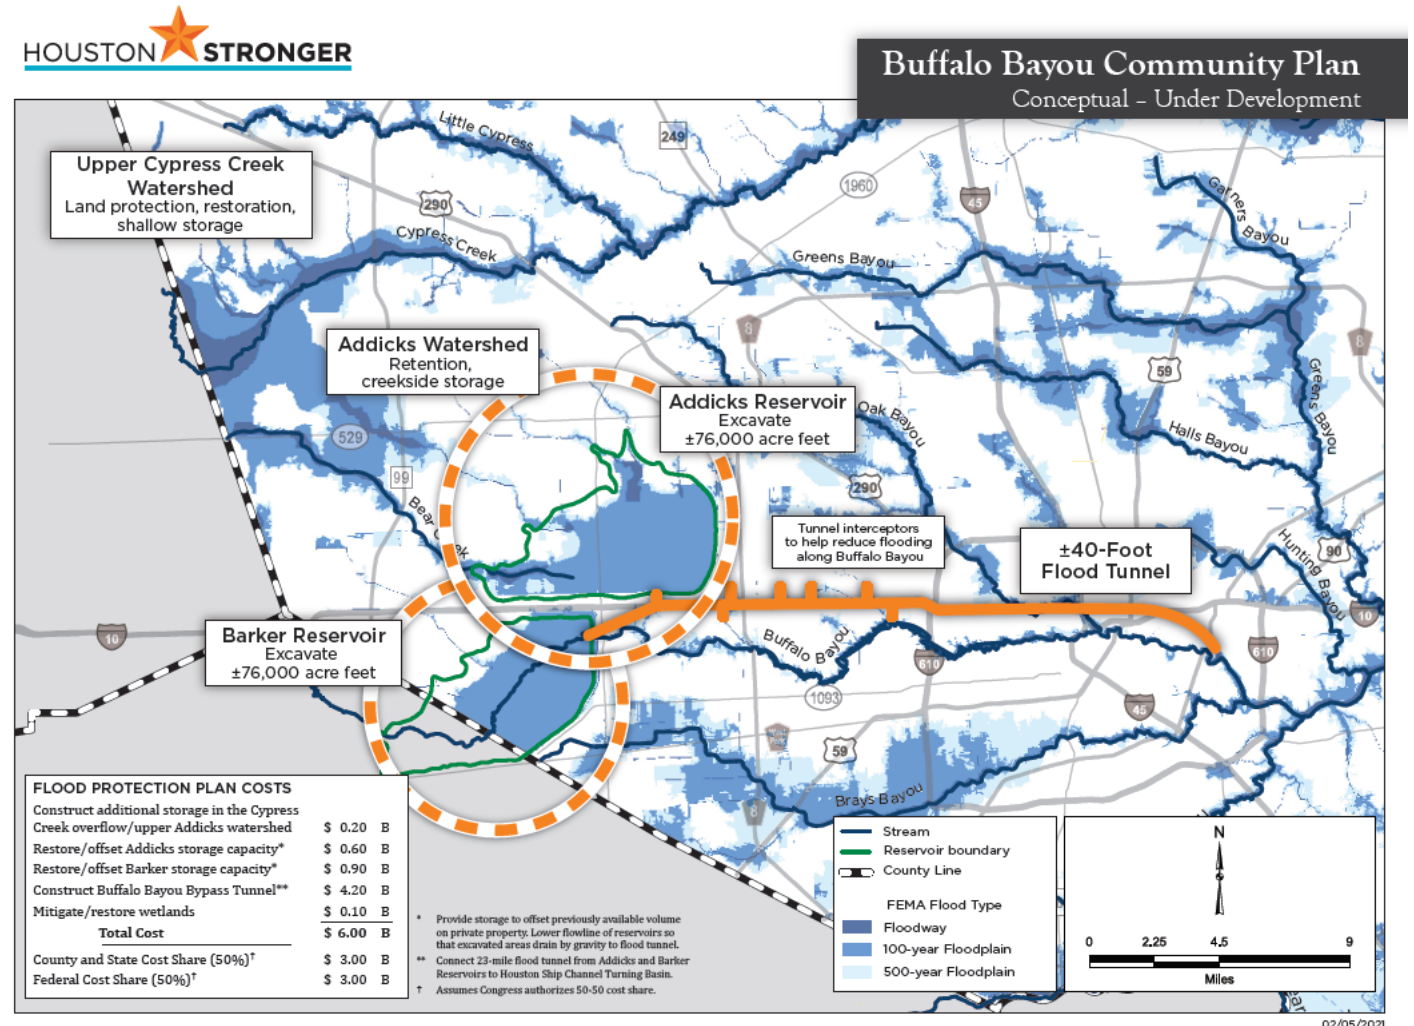 HOUSTON STRONGER
Buffalo Bayou Community Plan
Conceptual – Under Development
Little Cypress
249
Upper Cypress Creek
Watershed
Land protection, restoration,
shallow storage
1960
45
Garners
Bayou
290
Cypress Creek
Greens Bayou
8
8
Addicks Watershed
Retention,
creekside storage
59
Greens Bayou
Addicks Reservoir
Excavate
±76,000 acre feet
Oak Bayou
529
Halls Bayou
99
290
Bear Creek
Tunnel interceptors
to help reduce flooding
along Buffalo Bayou
±40-Foot
Flood Tunnel
Hunting Bayou
90
10
10
Barker Reservoir
Excavate
±76,000 acre feet
Buffalo Bayou
610
610
1093
45
59
Brays Bayou
8
FLOOD PROTECTION PLAN COSTS
Construct additional storage in the Cypress
Creek overflow/upper Addicks watershed $ 0.20 B
Restore/offset Addicks storage capacity* $ 0.60 B
Restore/offset Barker storage capacity* $ 0.90 B
Construct Buffalo Bayou Bypass Tunnel** $ 4.20 B
Mitigate/restore wetlands $ 0.10 B
Total Cost $ 6.00 B
County and State Cost Share (50%)† $ 3.00 B
Federal Cost Share (50%)† $ 3.00 B
* Provide storage to offset previously available volume
on private property. Lower flowline of reservoirs so
that excavated areas drain by gravity to flood tunnel.
** Connect 23-mile flood tunnel from Addicks and Barker
Reservoirs to Houston Ship Channel Turning Basin.
† Assumes Congress authorizes 50-50 cost share.
Stream
Reservoir boundary
County Line
FEMA Flood Type
Floodway
100-year Floodplain
500-year Floodplain
N
0 2.25 4.5 9
Miles
02/05/2021